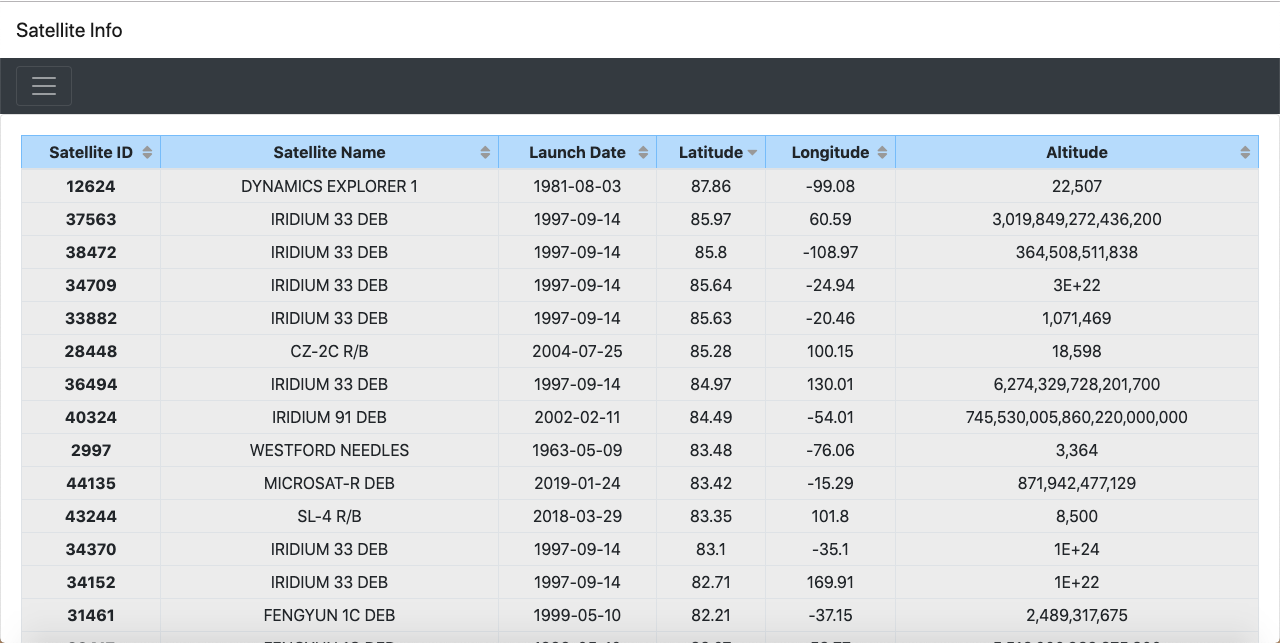 Satellite Info
Satellite ID Satellite Name Launch Date Latitude Longitude Altitude
12624 DYNAMICS EXPLORER 1 1981-08-03 87.86 -99.08 22,507
37563 IRIDIUM 33 DEB 1997-09-14 85.97 60.59 3,019,849,272,436,200
38472 IRIDIUM 33 DEB 1997-09-14 85.8 -108.97 364,508,511,838
34709 IRIDIUM 33 DEB 1997-09-14 85.64 -24.94 3E+22
33882 IRIDIUM 33 DEB 1997-09-14 85.63 -20.46 1,071,469
28448 CZ-2C R/B 2004-07-25 85.28 100.15 18,598
36494 IRIDIUM 33 DEB 1997-09-14 84.97 130.01 6,274,329,728,201,700
40324 IRIDIUM 91 DEB 2002-02-11 84.49 -54.01 745,530,005,860,220,000,000
2997 WESTFORD NEEDLES 1963-05-09 83.48 -76.06 3,364
44135 MICROSAT-R DEB 2019-01-24 83.42 -15.29 871,942,477,129
43244 SL-4 R/B 2018-03-29 83.35 101.8 8,500
34370 IRIDIUM 33 DEB 1997-09-14 83.1 -35.1 1E+24
34152 IRIDIUM 33 DEB 1997-09-14 82.71 169.91 1E+22
31461 FENGYUN 1C DEB 1999-05-10 82.21 -37.15 2,489,317,675